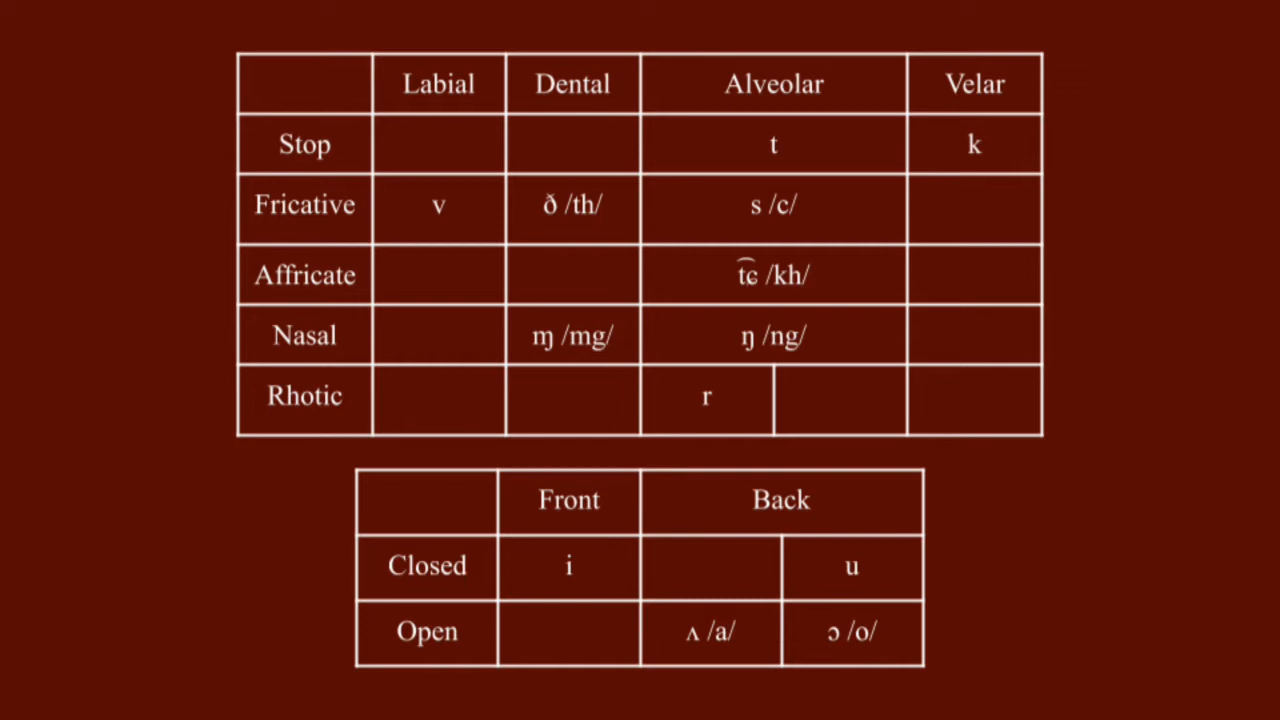 Labial Dental Alveolar Velar
Stop t k
Fricative v ð /th/ s /c/
Affricate t͡ɕ /kh/
Nasal ɱ /mg/ ŋ /ng/
Rhotic r
Front Back
Closed i u
Open ʌ /a/ ɔ /o/